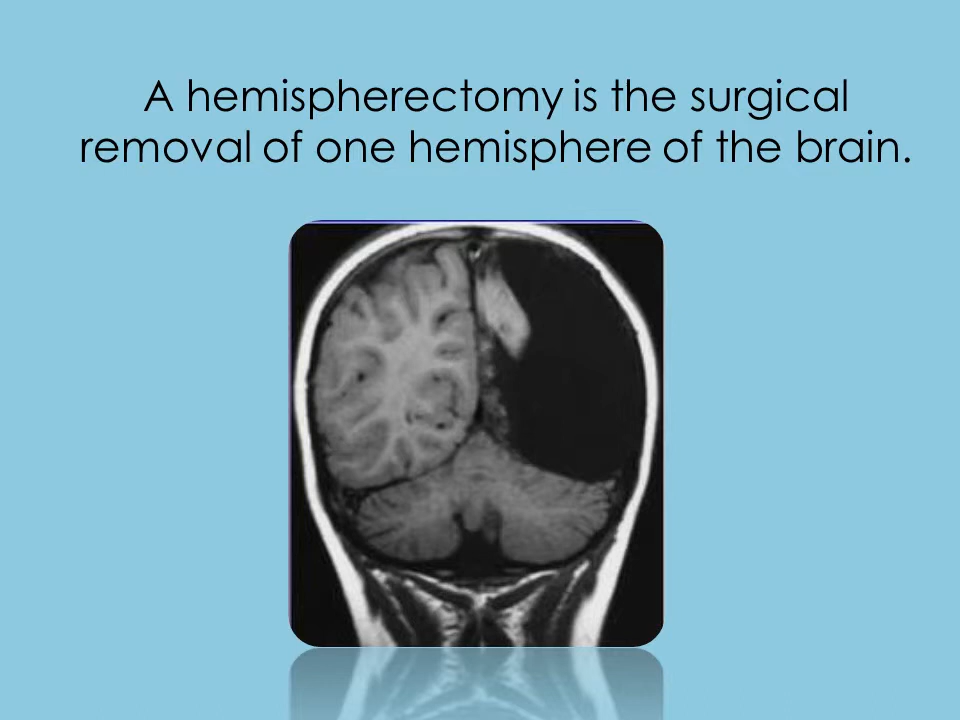 A hemispherectomy is the surgical
removal of one hemisphere of the brain.